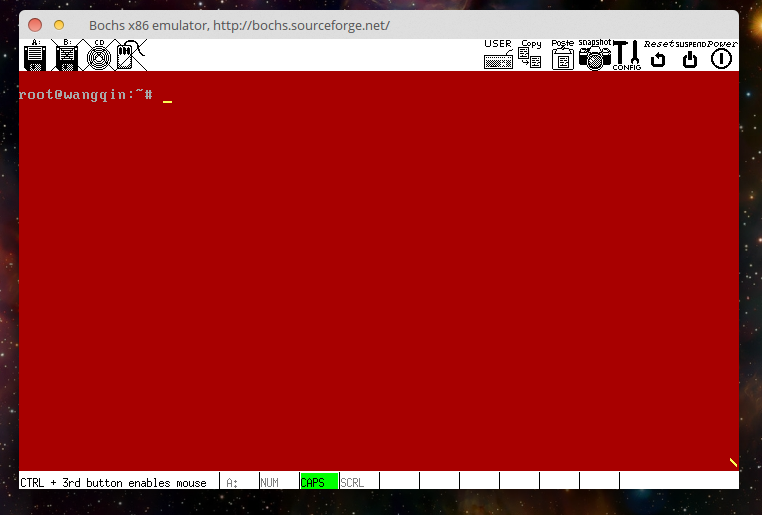 Bochs x86 emulator, http://bochs.sourceforge.net/
A: B: CD USER Copy Paste snapshot CONFIG Reset SUSPEND Power
root@wangqin:~# _
CTRL + 3rd button enables mouse A: NUM CAPS SCRL